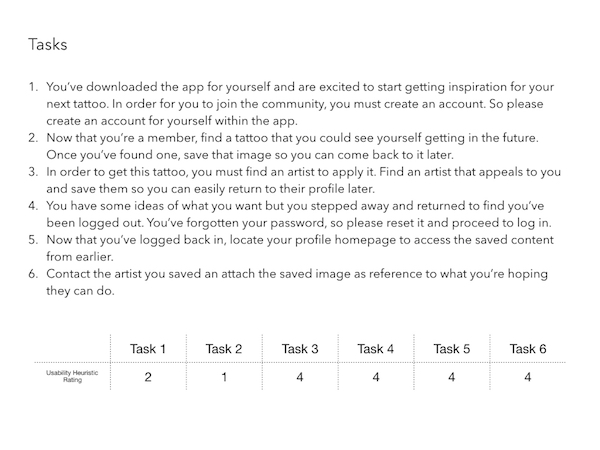 Tasks
1. You've downloaded the app for yourself and are excited to start getting inspiration for your
next tattoo. In order for you to join the community, you must create an account. So please
create an account for yourself within the app.
2. Now that you're a member, find a tattoo that you could see yourself getting in the future.
Once you've found one, save that image so you can come back to it later.
3. In order to get this tattoo, you must find an artist to apply it. Find an artist that appeals to you
and save them so you can easily return to their profile later.
4. You have some ideas of what you want but you stepped away and returned to find you've
been logged out. You've forgotten your password, so please reset it and proceed to log in.
5. Now that you've logged back in, locate your profile homepage to access the saved content
from earlier.
6. Contact the artist you saved an attach the saved image as reference to what you're hoping
they can do.
Task 1 Task 2 Task 3 Task 4 Task 5 Task 6
Usability Heuristic
Rating
2 1 4 4 4 4